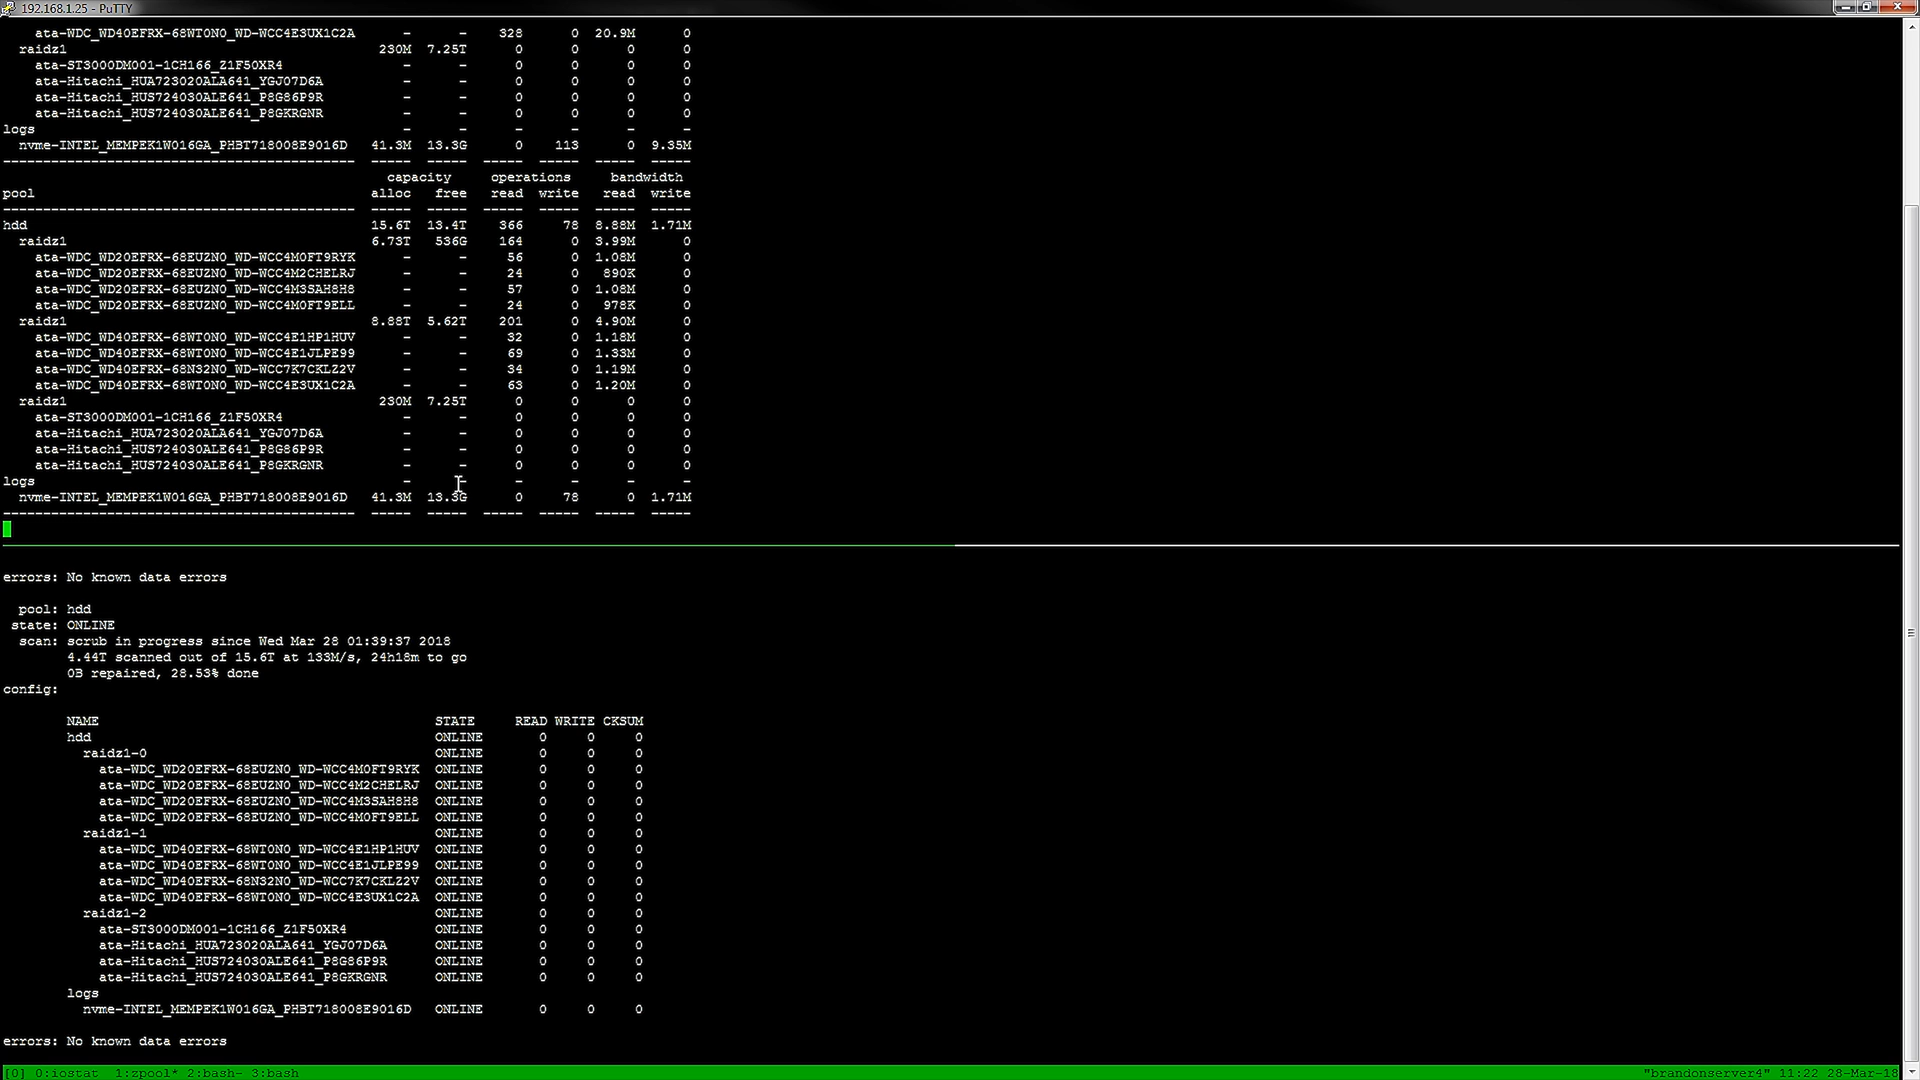 192.168.1.25 - PuTTY
    ata-WDC_WD40EFRX-68WT0N0_WD-WCC4E3UX1C2A      -      -    328      0  20.9M      0
  raidz1                                       230M  7.25T      0      0      0      0
    ata-ST3000DM001-1CH166_Z1F50XR4               -      -      0      0      0      0
    ata-Hitachi_HUA723020ALA641_YGJ07D6A          -      -      0      0      0      0
    ata-Hitachi_HUS724030ALE641_P8G86P9R          -      -      0      0      0      0
    ata-Hitachi_HUS724030ALE641_P8GKRGNR          -      -      0      0      0      0
logs                                              -      -      -      -      -      -
  nvme-INTEL_MEMPEK1W016GA_PHBT718008E9016D   41.3M  13.3G      0    113      0  9.35M
--------------------------------------------  -----  -----  -----  -----  -----  -----
                                                capacity     operations     bandwidth
pool                                          alloc   free   read  write   read  write
--------------------------------------------  -----  -----  -----  -----  -----  -----
hdd                                           15.6T  13.4T    366     78  8.88M  1.71M
  raidz1                                      6.73T   536G    164      0  3.99M      0
    ata-WDC_WD20EFRX-68EUZN0_WD-WCC4M0FT9RYK      -      -     56      0  1.08M      0
    ata-WDC_WD20EFRX-68EUZN0_WD-WCC4M2CHELRJ      -      -     24      0   890K      0
    ata-WDC_WD20EFRX-68EUZN0_WD-WCC4M3SAH8H8      -      -     57      0  1.08M      0
    ata-WDC_WD20EFRX-68EUZN0_WD-WCC4M0FT9ELL      -      -     24      0   978K      0
  raidz1                                      8.88T  5.62T    201      0  4.90M      0
    ata-WDC_WD40EFRX-68WT0N0_WD-WCC4E1HP1HUV      -      -     32      0  1.18M      0
    ata-WDC_WD40EFRX-68WT0N0_WD-WCC4E1JLPE99      -      -     69      0  1.33M      0
    ata-WDC_WD40EFRX-68N32N0_WD-WCC7K7CKLZ2V      -      -     34      0  1.19M      0
    ata-WDC_WD40EFRX-68WT0N0_WD-WCC4E3UX1C2A      -      -     63      0  1.20M      0
  raidz1                                       230M  7.25T      0      0      0      0
    ata-ST3000DM001-1CH166_Z1F50XR4               -      -      0      0      0      0
    ata-Hitachi_HUA723020ALA641_YGJ07D6A          -      -      0      0      0      0
    ata-Hitachi_HUS724030ALE641_P8G86P9R          -      -      0      0      0      0
    ata-Hitachi_HUS724030ALE641_P8GKRGNR          -      -      0      0      0      0
logs                                              -      -      -      -      -      -
  nvme-INTEL_MEMPEK1W016GA_PHBT718008E9016D   41.3M  13.3G      0     78      0  1.71M
--------------------------------------------  -----  -----  -----  -----  -----  -----
errors: No known data errors
  pool: hdd
 state: ONLINE
  scan: scrub in progress since Wed Mar 28 01:39:37 2018
        4.44T scanned out of 15.6T at 133M/s, 24h18m to go
        0B repaired, 28.53% done
config:
        NAME                                          STATE     READ WRITE CKSUM
        hdd                                           ONLINE       0     0     0
          raidz1-0                                    ONLINE       0     0     0
            ata-WDC_WD20EFRX-68EUZN0_WD-WCC4M0FT9RYK  ONLINE       0     0     0
            ata-WDC_WD20EFRX-68EUZN0_WD-WCC4M2CHELRJ  ONLINE       0     0     0
            ata-WDC_WD20EFRX-68EUZN0_WD-WCC4M3SAH8H8  ONLINE       0     0     0
            ata-WDC_WD20EFRX-68EUZN0_WD-WCC4M0FT9ELL  ONLINE       0     0     0
          raidz1-1                                    ONLINE       0     0     0
            ata-WDC_WD40EFRX-68WT0N0_WD-WCC4E1HP1HUV  ONLINE       0     0     0
            ata-WDC_WD40EFRX-68WT0N0_WD-WCC4E1JLPE99  ONLINE       0     0     0
            ata-WDC_WD40EFRX-68N32N0_WD-WCC7K7CKLZ2V  ONLINE       0     0     0
            ata-WDC_WD40EFRX-68WT0N0_WD-WCC4E3UX1C2A  ONLINE       0     0     0
          raidz1-2                                    ONLINE       0     0     0
            ata-ST3000DM001-1CH166_Z1F50XR4           ONLINE       0     0     0
            ata-Hitachi_HUA723020ALA641_YGJ07D6A      ONLINE       0     0     0
            ata-Hitachi_HUS724030ALE641_P8G86P9R      ONLINE       0     0     0
            ata-Hitachi_HUS724030ALE641_P8GKRGNR      ONLINE       0     0     0
        logs
          nvme-INTEL_MEMPEK1W016GA_PHBT718008E9016D   ONLINE       0     0     0
errors: No known data errors
[0] 0:iostat  1:zpool* 2:bash- 3:bash "brandonserver4" 11:22 28-Mar-18